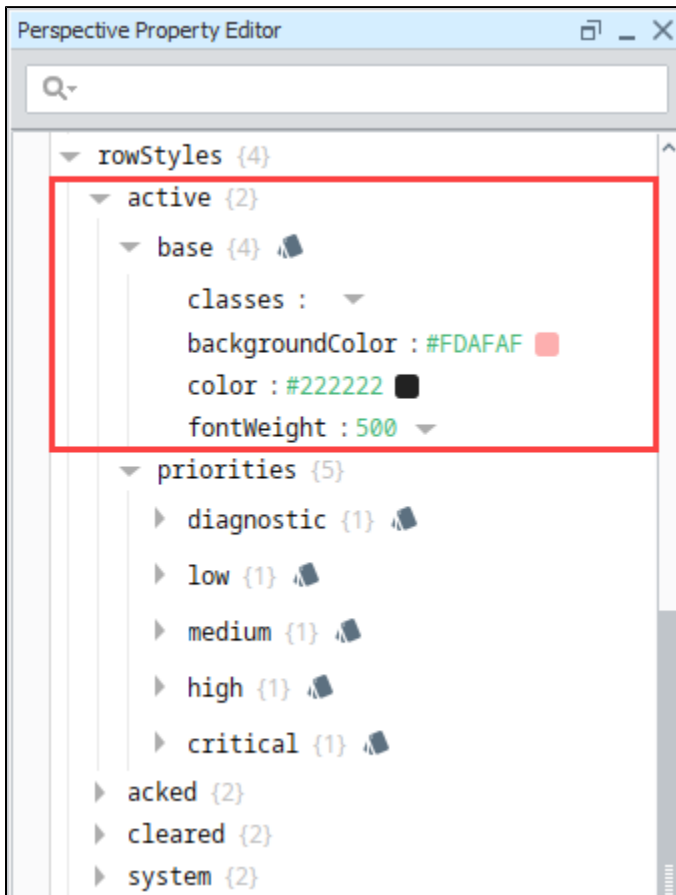 Perspective Property Editor
rowStyles {4}
active {2}
base {4}
classes :
backgroundColor : #FDAFAF
color : #222222
fontWeight : 500
priorities {5}
diagnostic {1}
low {1}
medium {1}
high {1}
critical {1}
acked {2}
cleared {2}
system {2}